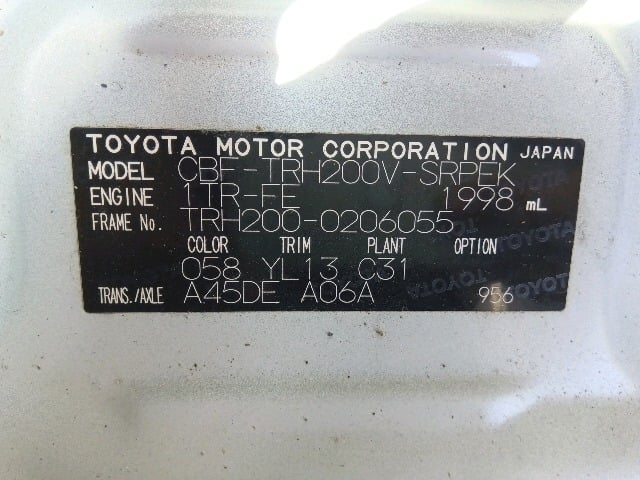 TOYOTA MOTOR CORPORATION JAPAN
MODEL CBF-TRH200V-SRPEK
ENGINE 1TR-FE 1998 mL
FRAME No. TRH200-0206055
COLOR TRIM PLANT OPTION
058 YL13 C31
TRANS./AXLE A45DE A06A 956